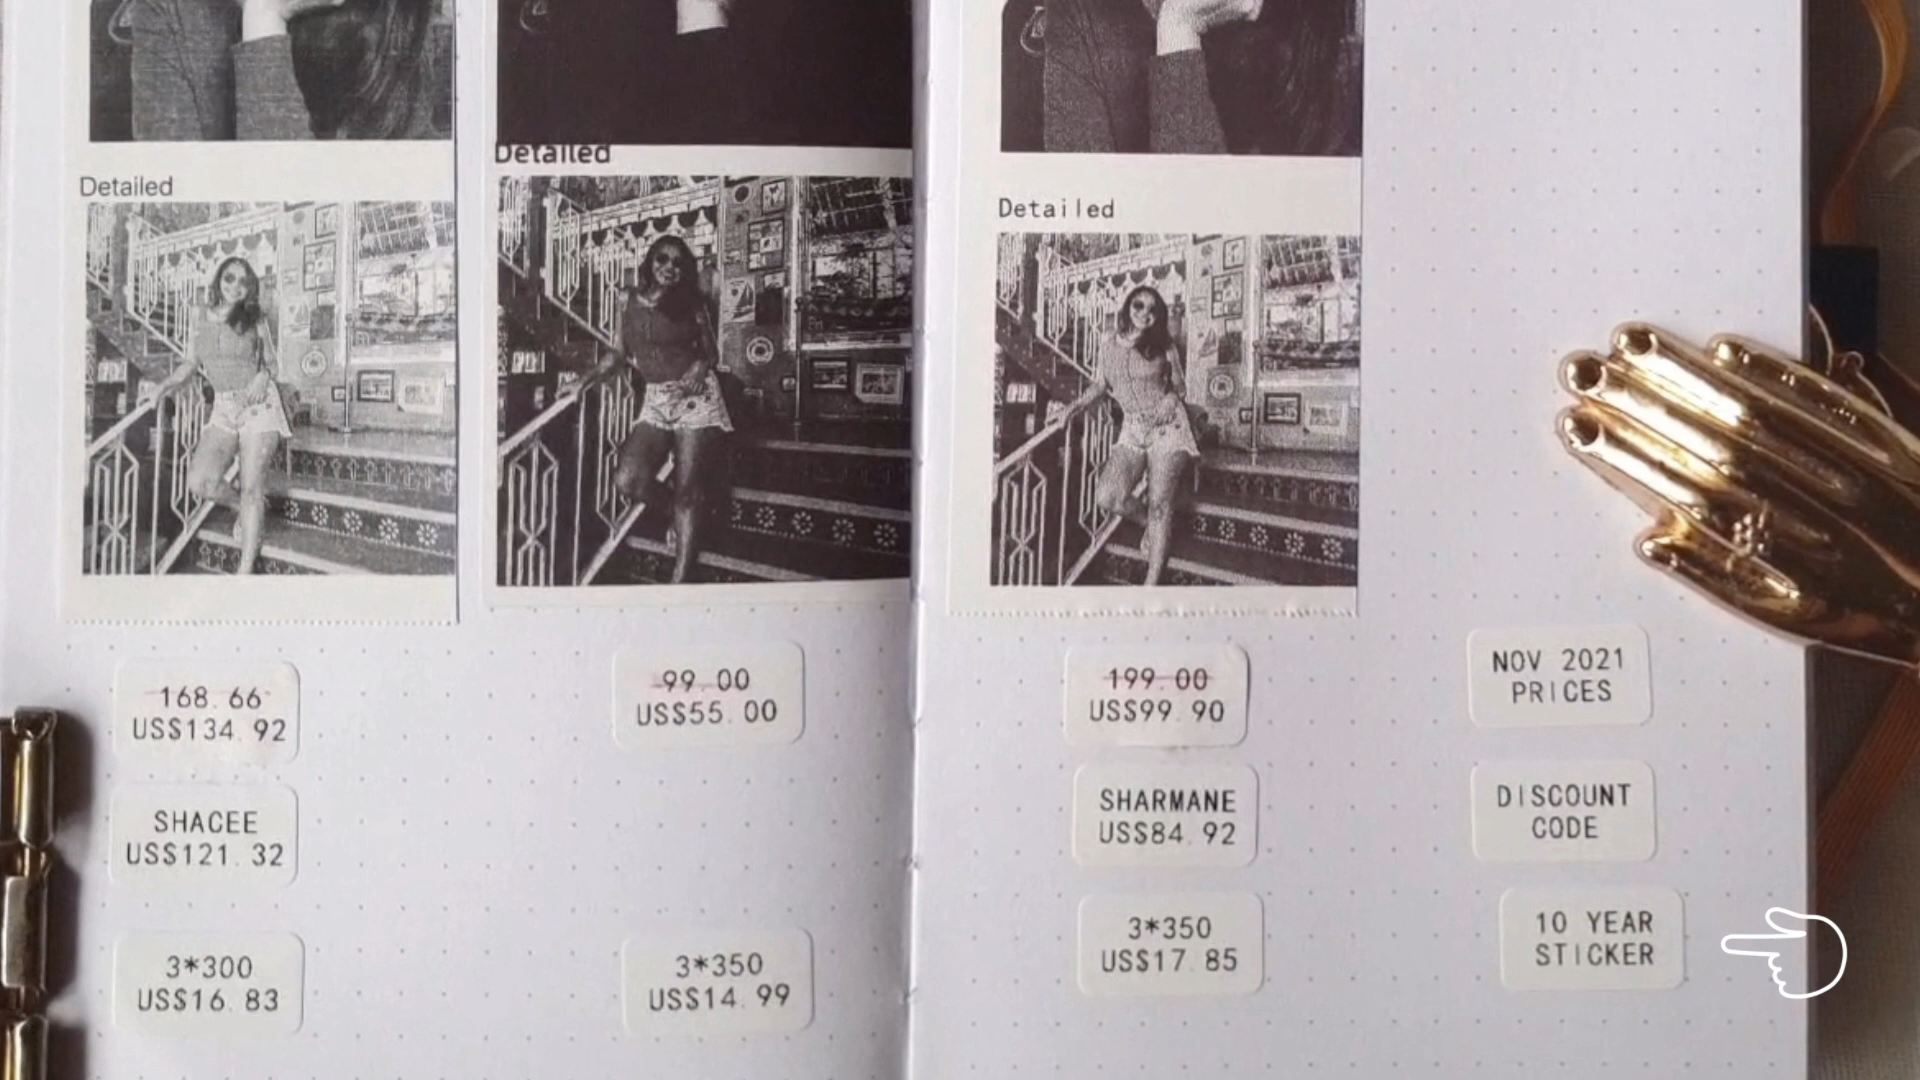 Detailed
Detailed
Detailed
168.66
US$134.92
99.00
US$55.00
199.00
US$99.90
NOV 2021
PRICES
SHACEE
US$121.32
SHARMANE
US$84.92
DISCOUNT
CODE
3*300
US$16.83
3*350
US$14.99
3*350
US$17.85
10 YEAR
STICKER